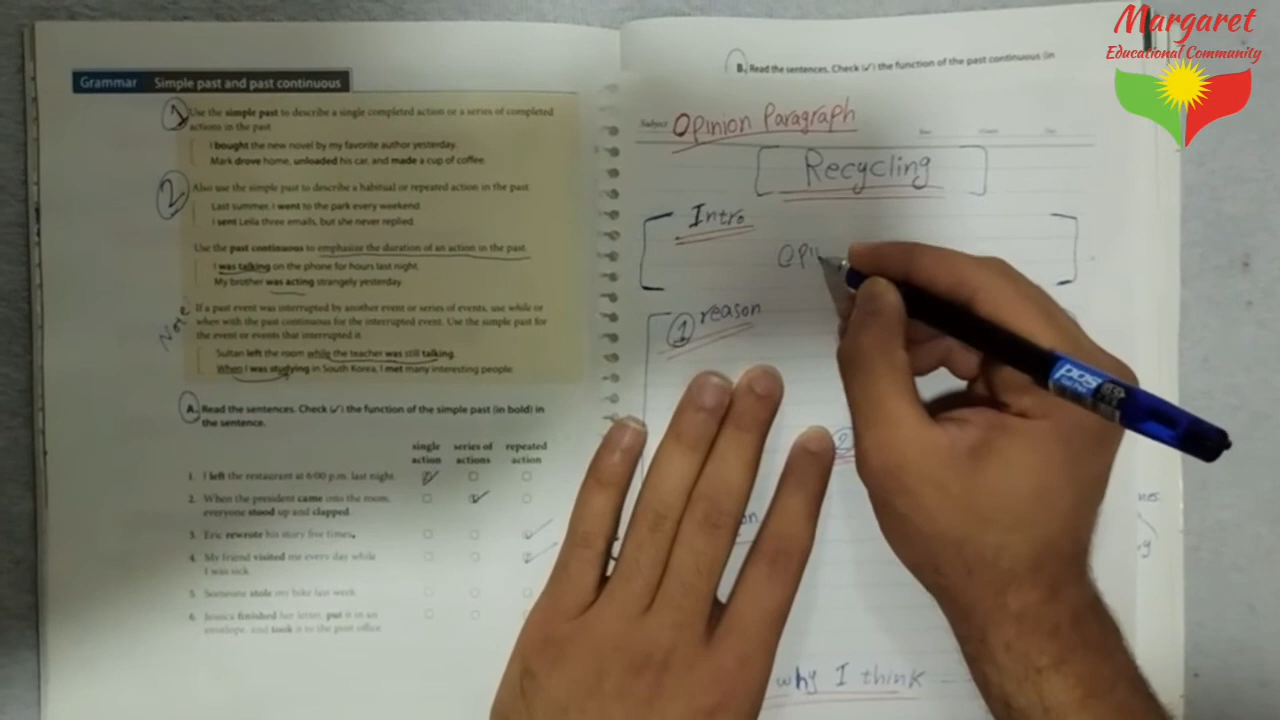 Margaret
Educational Community
Grammar Simple past and past continuous
1 Use the simple past to describe a single completed action or a series of completed
actions in the past
I bought the new novel by my favorite author yesterday.
Mark drove home, unloaded his car, and made a cup of coffee.
2 Also use the simple past to describe a habitual or repeated action in the past
Last summer, I went to the park every weekend.
I sent Leila three emails, but she never replied.
Use the past continuous to emphasize the duration of an action in the past.
I was talking on the phone for hours last night.
My brother was acting strangely yesterday
Note
If a past event was interrupted by another event or series of events, use while or
when with the past continuous for the interrupted event. Use the simple past for
the event or events that interrupted it
Sultan left the room while the teacher was still talking.
When I was studying in South Korea, I met many interesting people.
A. Read the sentences. Check (✓) the function of the simple past (in bold) in
the sentence.
single series of repeated
action actions action
1. I left the restaurant at 6:00 p.m. last night.
2. When the president came into the room,
everyone stood up and clapped.
3. Eric rewrote his story five times.
4. My friend visited me every day while
I was sick.
5. Someone stole my bike last week
6. Jessica finished her letter, put it in an
envelope, and took it to the post office
B. Read the sentences. Check (✓) the function of the past continuous (in
Subject Opinion Paragraph
Recycling
Intro
opi
1 reason
2
on
nes.
y
why I think
pos